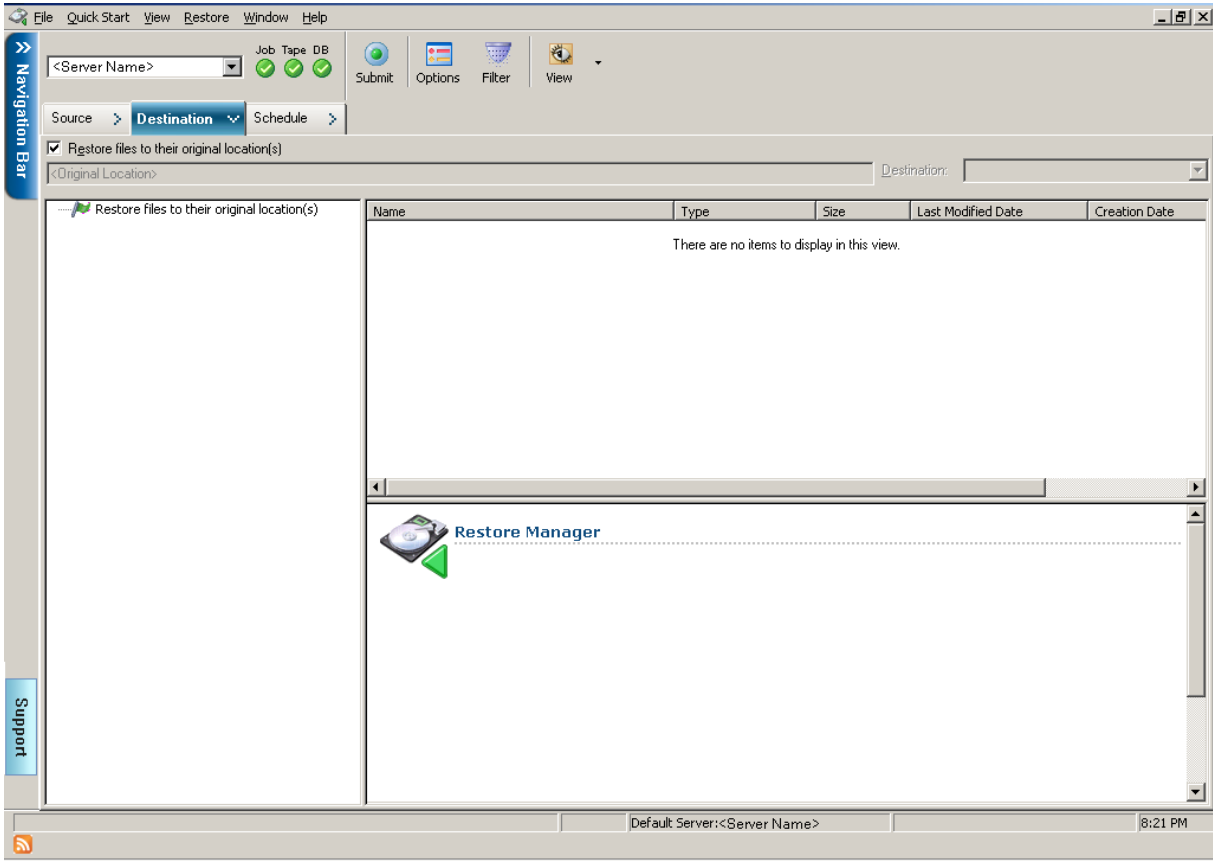 File Quick Start View Restore Window Help
Job Tape DB
<Server Name>
Submit Options Filter View
Source Destination Schedule
Restore files to their original location(s)
<Original Location> Destination:
Restore files to their original location(s)
Name Type Size Last Modified Date Creation Date
There are no items to display in this view.
Restore Manager
Navigation Bar
Support
Default Server:<Server Name> 8:21 PM